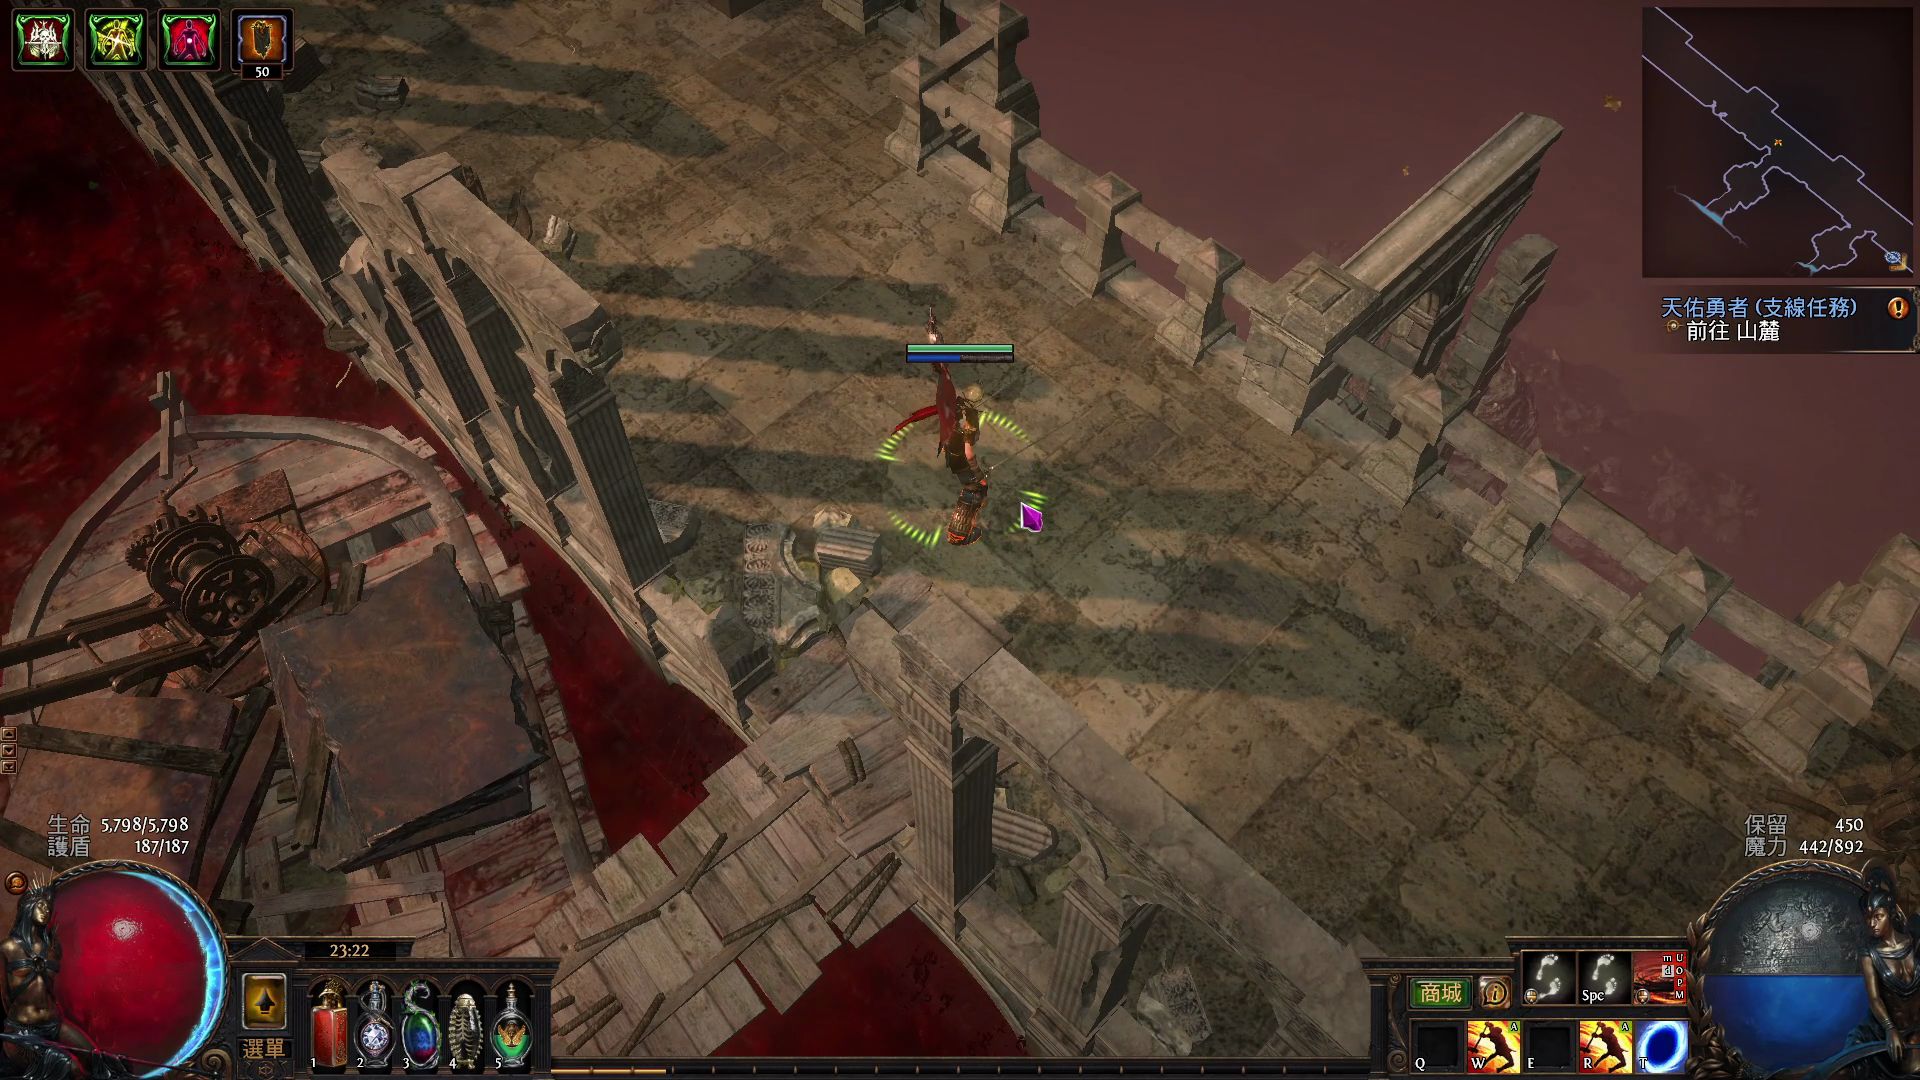 50
天佑勇者 (支線任務)
前往 山麓
生命 5,798/5,798
護盾 187/187
保留 450
魔力 442/892
23:22
商城
選單
1
2
3
4
5
Spc
Q
W
A
E
R
A
T